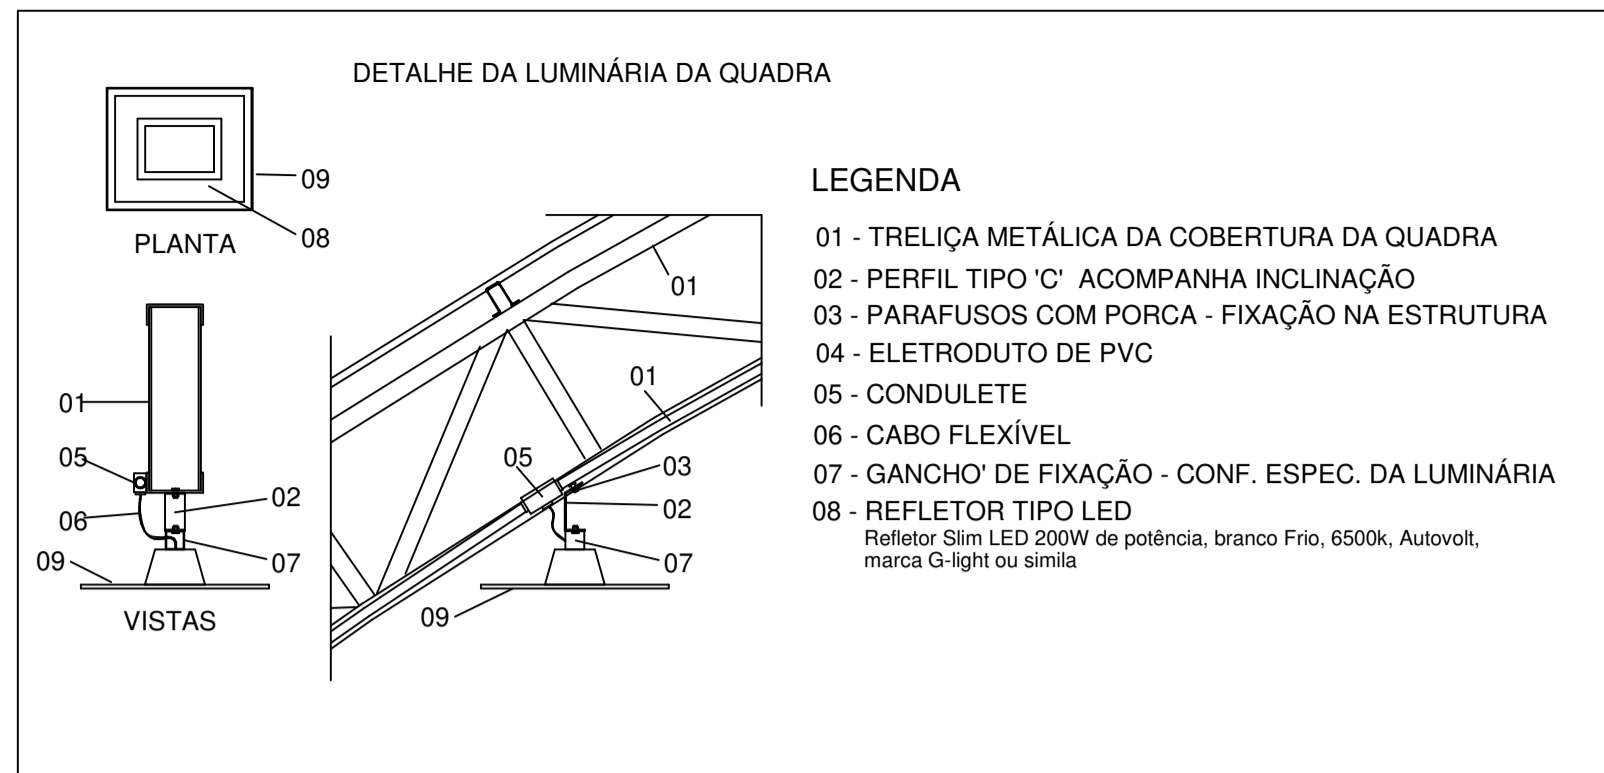 DETALHE DA LUMINÁRIA DA QUADRA
09
08
PLANTA
01
05
06
02
07
09
VISTAS
01
01
05
03
02
07
09
LEGENDA
01 - TRELIÇA METÁLICA DA COBERTURA DA QUADRA
02 - PERFIL TIPO 'C' ACOMPANHA INCLINAÇÃO
03 - PARAFUSOS COM PORCA - FIXAÇÃO NA ESTRUTURA
04 - ELETRODUTO DE PVC
05 - CONDULETE
06 - CABO FLEXÍVEL
07 - GANCHO' DE FIXAÇÃO - CONF. ESPEC. DA LUMINÁRIA
08 - REFLETOR TIPO LED
Refletor Slim LED 200W de potência, branco Frio, 6500k, Autovolt,
marca G-light ou simila